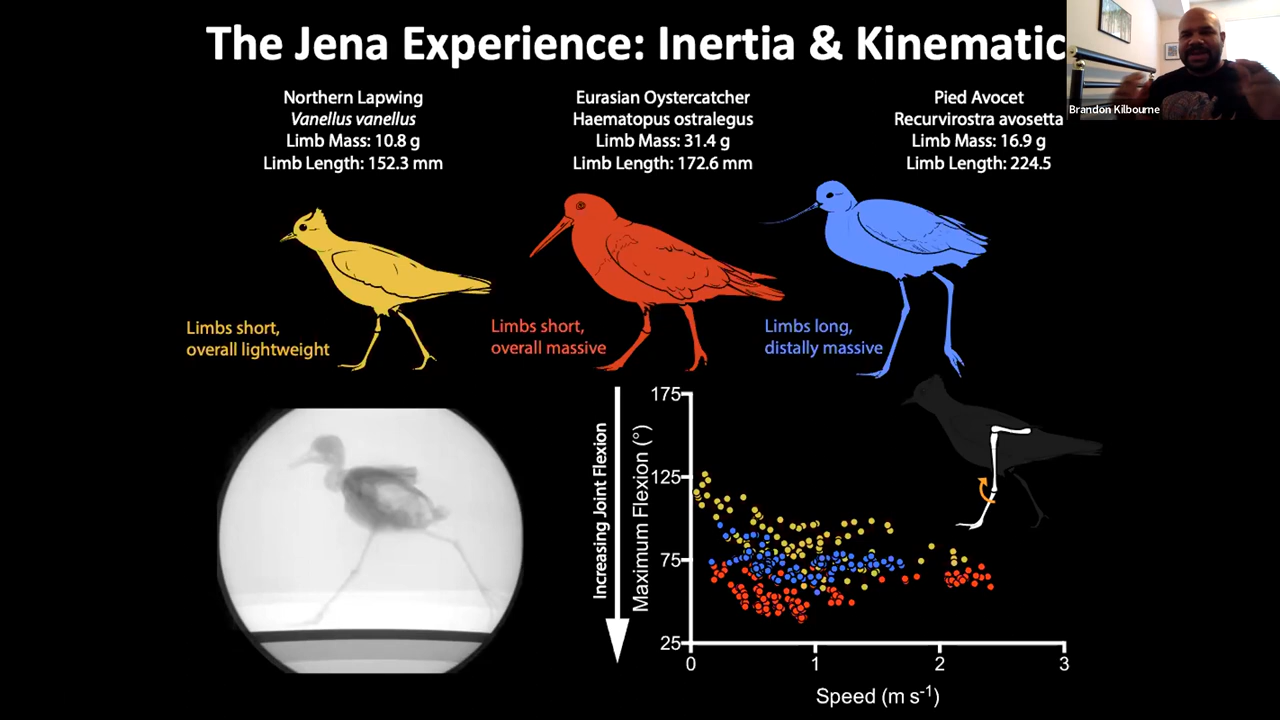 The Jena Experience: Inertia & Kinematic
Brandon Kilbourne
Northern Lapwing
Vanellus vanellus
Limb Mass: 10.8 g
Limb Length: 152.3 mm
Eurasian Oystercatcher
Haematopus ostralegus
Limb Mass: 31.4 g
Limb Length: 172.6 mm
Pied Avocet
Recurvirostra avosetta
Limb Mass: 16.9 g
Limb Length: 224.5
Limbs short,
overall lightweight
Limbs short,
overall massive
Limbs long,
distally massive
Increasing Joint Flexion
Maximum Flexion (°)
175
125
75
25
0
1
2
3
Speed (m s-1)